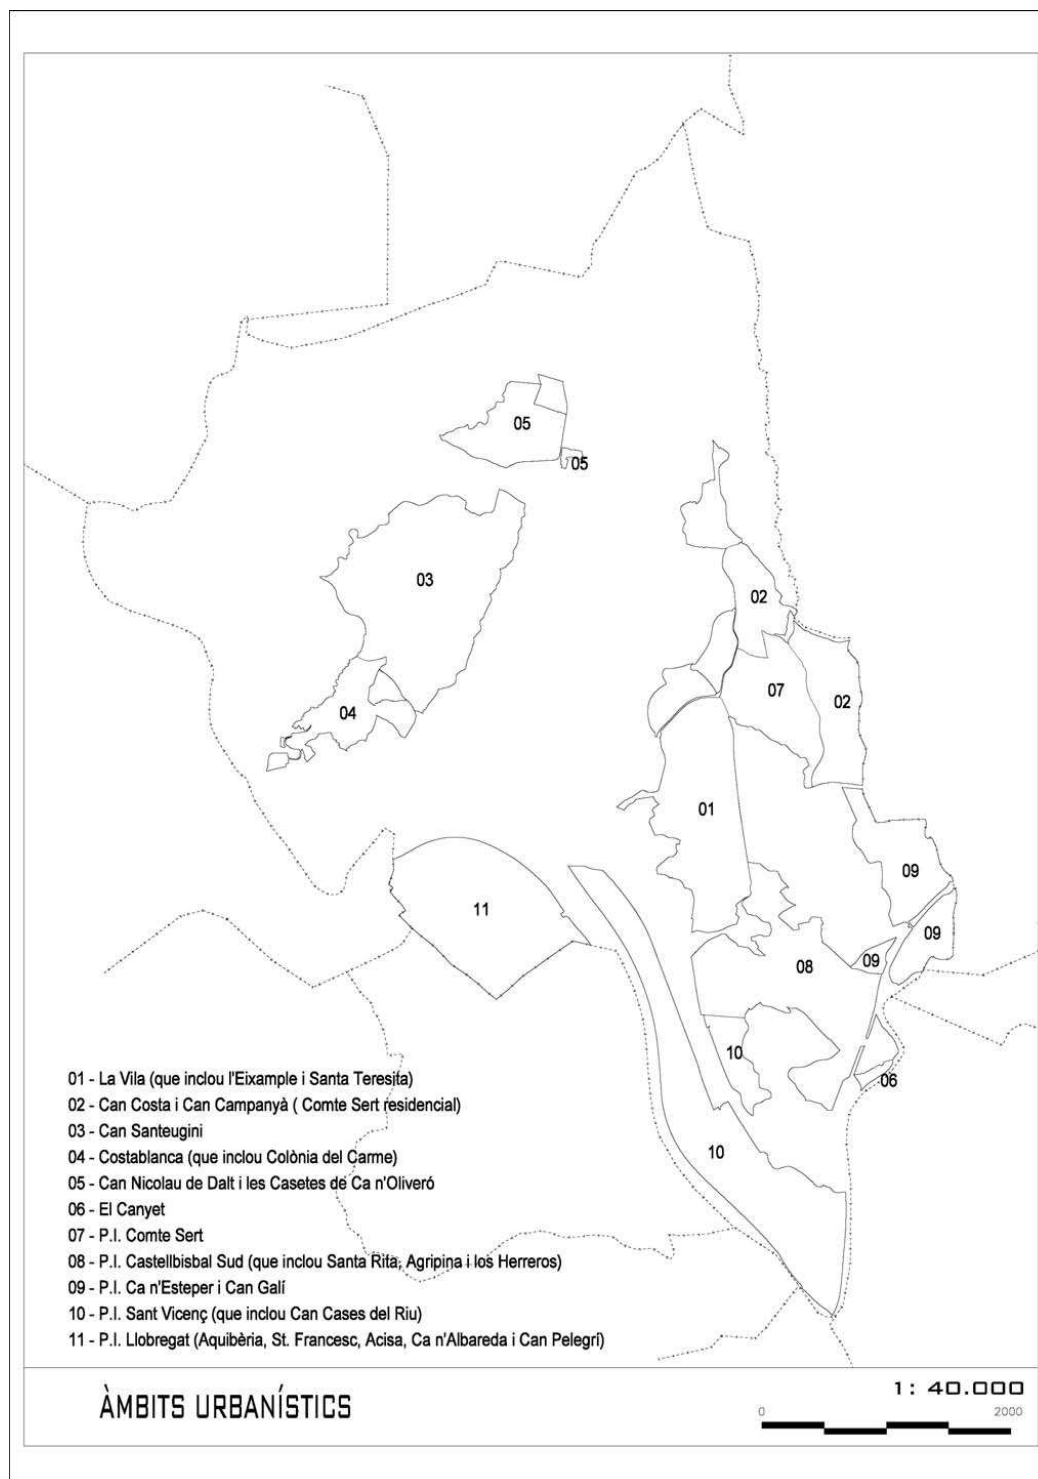 05
05
03
02
07
02
04
01
09
11
09
09
08
10
06
10
01 - La Vila (que inclou l'Eixample i Santa Teresita)
02 - Can Costa i Can Campanyà ( Comte Sert residencial)
03 - Can Santeugini
04 - Costablanca (que inclou Colònia del Carme)
05 - Can Nicolau de Dalt i les Casetes de Ca n'Oliveró
06 - El Canyet
07 - P.I. Comte Sert
08 - P.I. Castellbisbal Sud (que inclou Santa Rita, Agripina i los Herreros)
09 - P.I. Ca n'Esteper i Can Galí
10 - P.I. Sant Vicenç (que inclou Can Cases del Riu)
11 - P.I. Llobregat (Aquibèria, St. Francesc, Acisa, Ca n'Albareda i Can Pelegrí)
ÀMBITS URBANÍSTICS
1: 40.000
0 2000